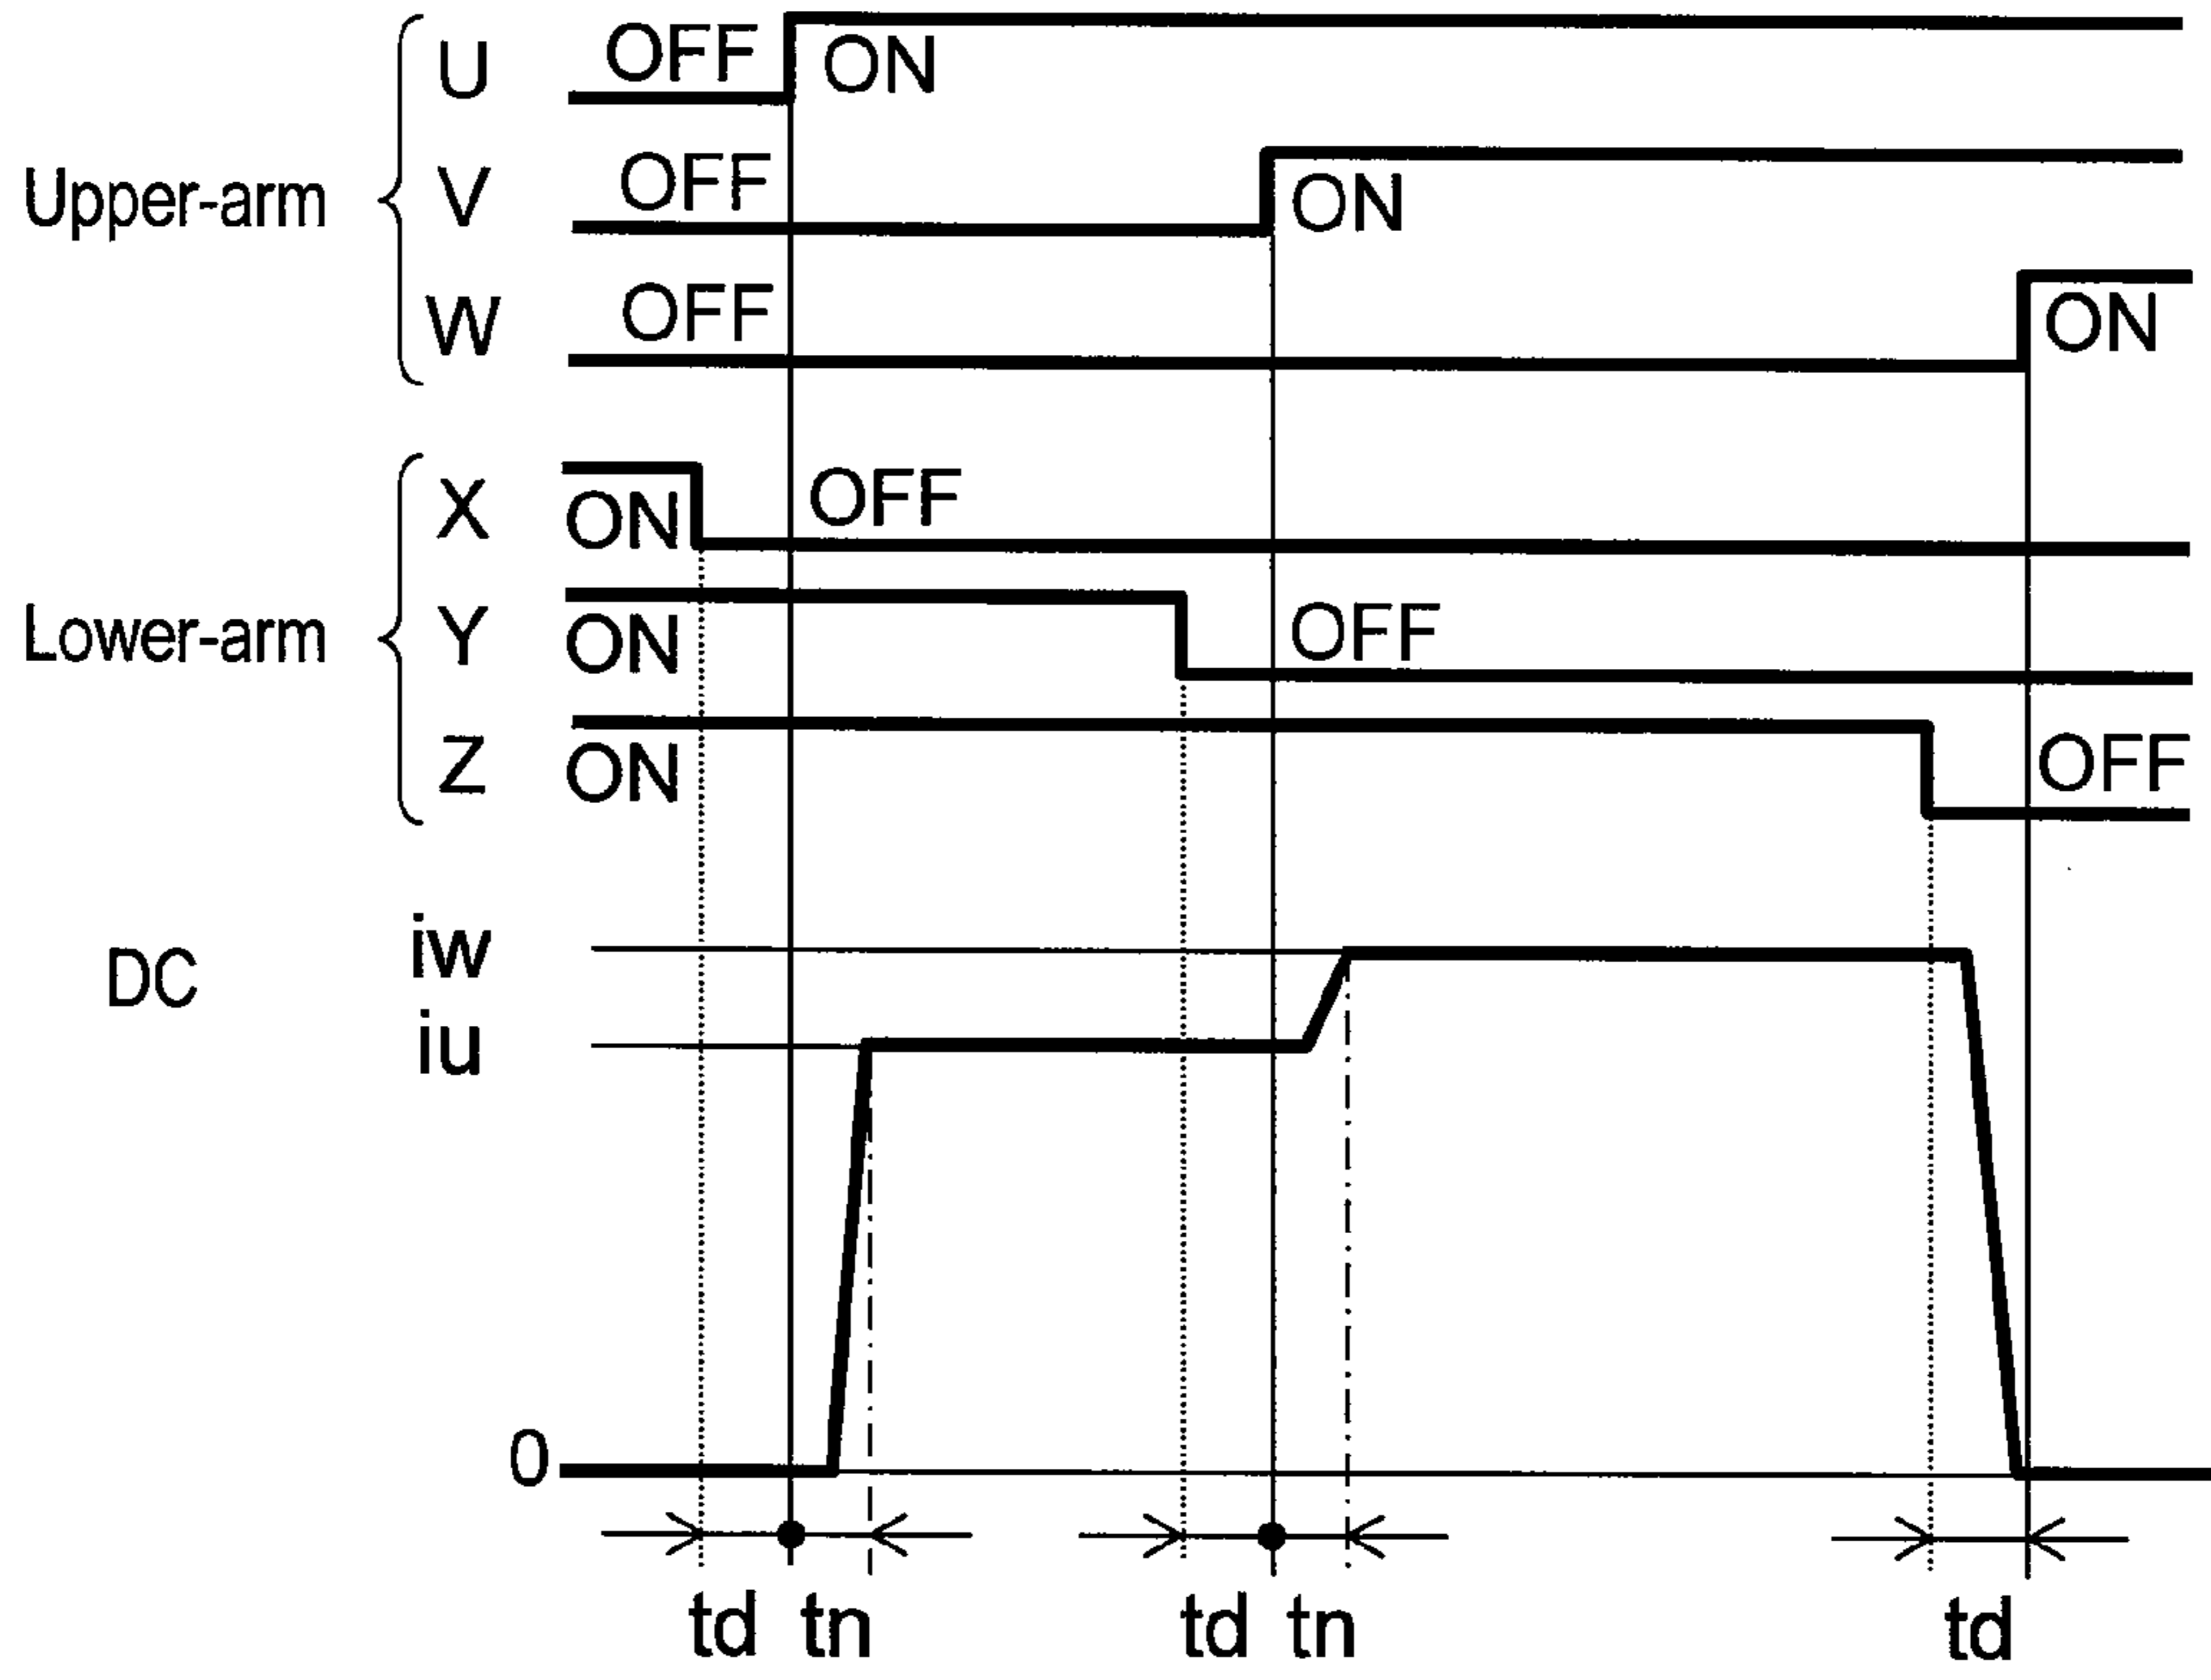 U OFF ON
Upper-arm V OFF ON
W OFF ON
X ON OFF
Lower-arm Y ON OFF
Z ON OFF
DC iw
iu
0
td tn td tn td